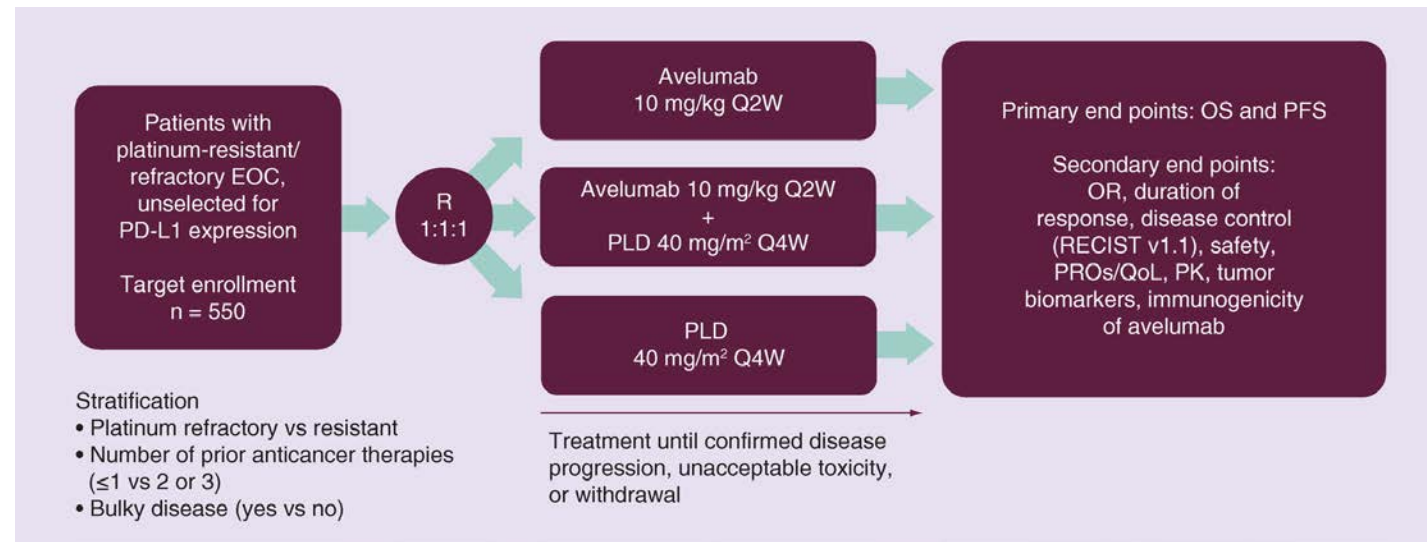 Patients with
platinum-resistant/
refractory EOC,
unselected for
PD-L1 expression
Target enrollment
n = 550
R
1:1:1
Avelumab
10 mg/kg Q2W
Avelumab 10 mg/kg Q2W
+
PLD 40 mg/m² Q4W
PLD
40 mg/m² Q4W
Primary end points: OS and PFS
Secondary end points:
OR, duration of
response, disease control
(RECIST v1.1), safety,
PROs/QoL, PK, tumor
biomarkers, immunogenicity
of avelumab
Stratification
• Platinum refractory vs resistant
• Number of prior anticancer therapies
(≤1 vs 2 or 3)
• Bulky disease (yes vs no)
Treatment until confirmed disease
progression, unacceptable toxicity,
or withdrawal